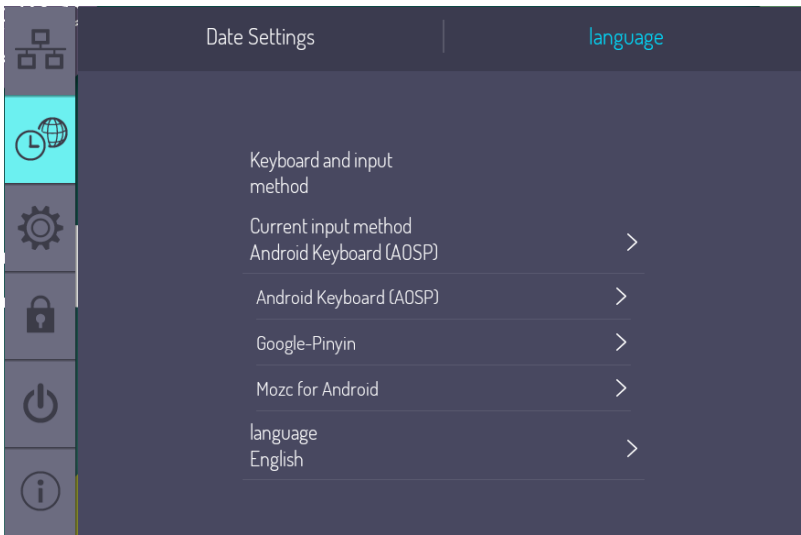 Date Settings
language
Keyboard and input
method
Current input method
Android Keyboard (AOSP)
Android Keyboard (AOSP)
Google-Pinyin
Mozc for Android
language
English